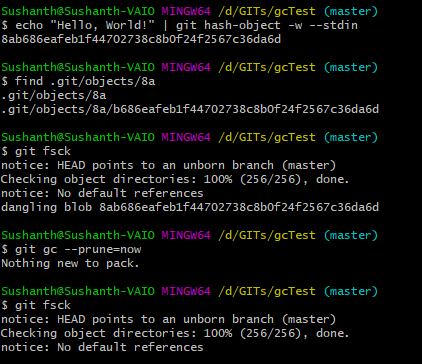 Sushanth@Sushanth-VAIO MINGW64 /d/GITs/gcTest (master)
$ echo "Hello, World!" | git hash-object -w --stdin
8ab686eafeb1f44702738c8b0f24f2567c36da6d
Sushanth@Sushanth-VAIO MINGW64 /d/GITs/gcTest (master)
$ find .git/objects/8a
.git/objects/8a
.git/objects/8a/b686eafeb1f44702738c8b0f24f2567c36da6d
Sushanth@Sushanth-VAIO MINGW64 /d/GITs/gcTest (master)
$ git fsck
notice: HEAD points to an unborn branch (master)
Checking object directories: 100% (256/256), done.
notice: No default references
dangling blob 8ab686eafeb1f44702738c8b0f24f2567c36da6d
Sushanth@Sushanth-VAIO MINGW64 /d/GITs/gcTest (master)
$ git gc --prune=now
Nothing new to pack.
Sushanth@Sushanth-VAIO MINGW64 /d/GITs/gcTest (master)
$ git fsck
notice: HEAD points to an unborn branch (master)
Checking object directories: 100% (256/256), done.
notice: No default references